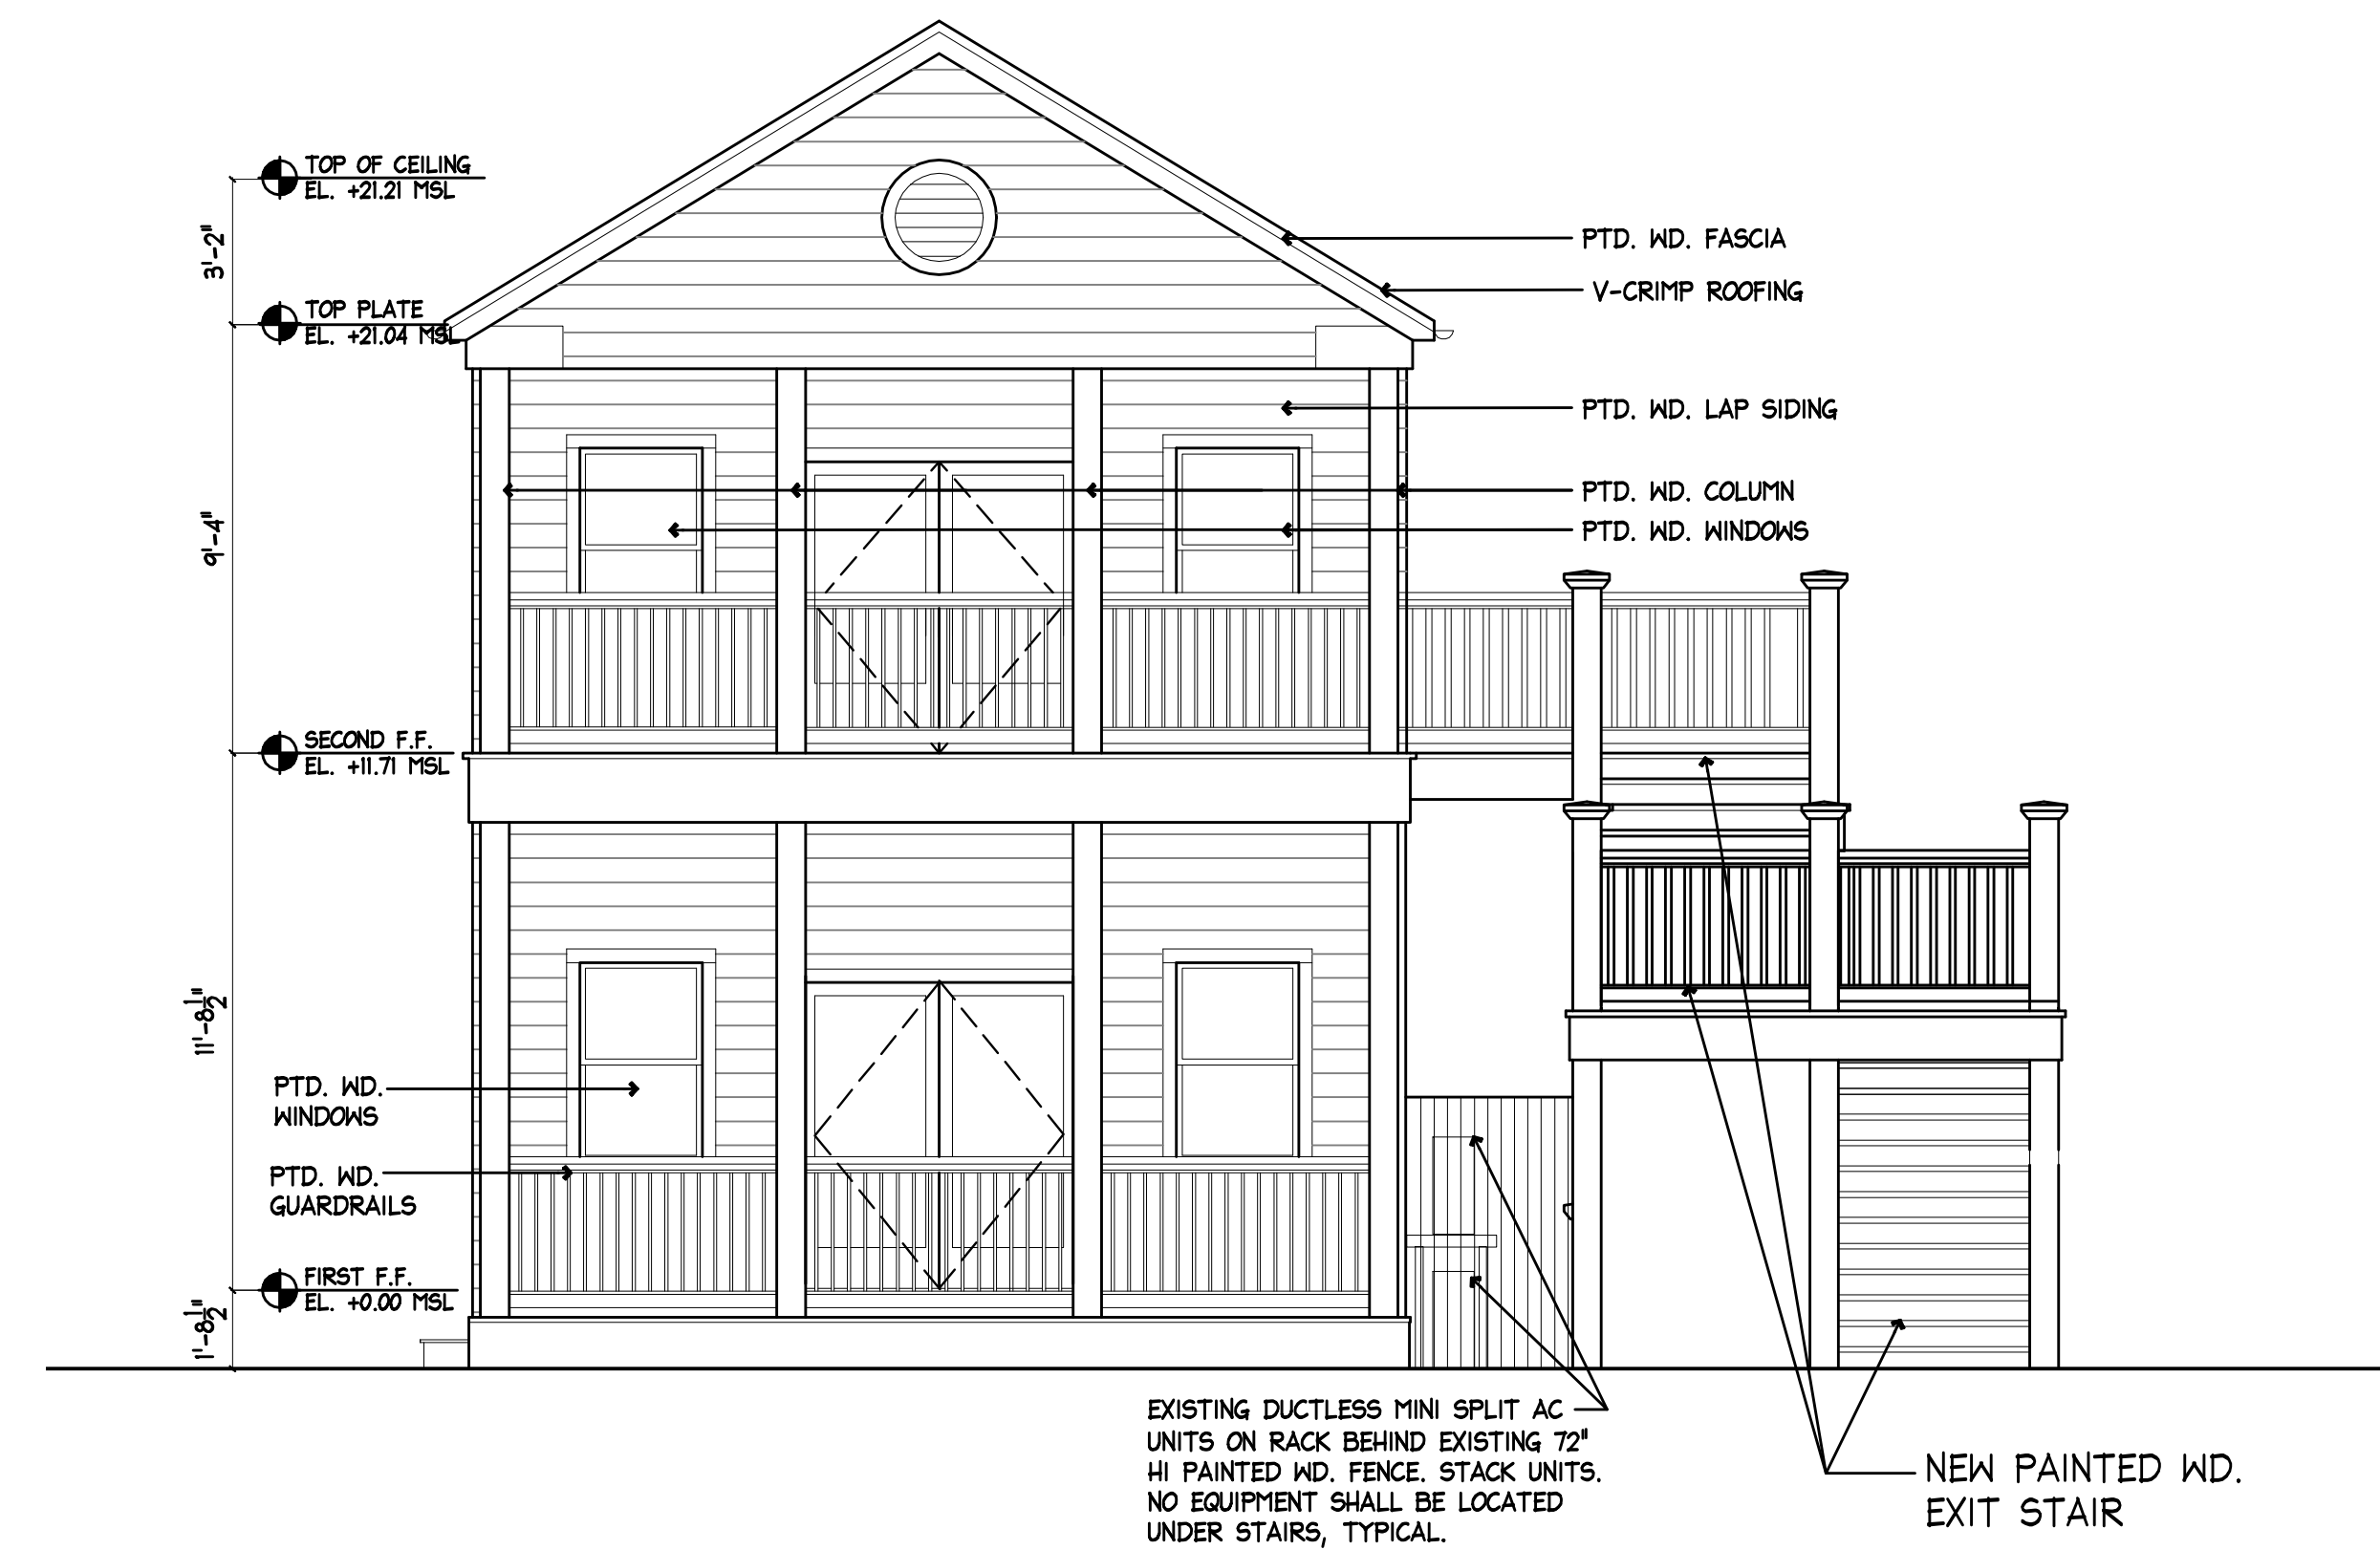 TOP OF CEILING
EL. +21.21 MSL
3'-2"
TOP PLATE
EL. +21.04 MSL
9'-4"
SECOND F.F.
EL. +11.71 MSL
11'-8 1/2"
PTD. WD.
WINDOWS
PTD. WD.
GUARDRAILS
FIRST F.F.
EL. +0.00 MSL
1'-8 1/2"
PTD. WD. FASCIA
V-CRIMP ROOFING
PTD. WD. LAP SIDING
PTD. WD. COLUMN
PTD. WD. WINDOWS
EXISTING DUCTLESS MINI SPLIT AC
UNITS ON RACK BEHIND EXISTING 72"
HI PAINTED WD. FENCE. STACK UNITS.
NO EQUIPMENT SHALL BE LOCATED
UNDER STAIRS, TYPICAL.
NEW PAINTED WD.
EXIT STAIR